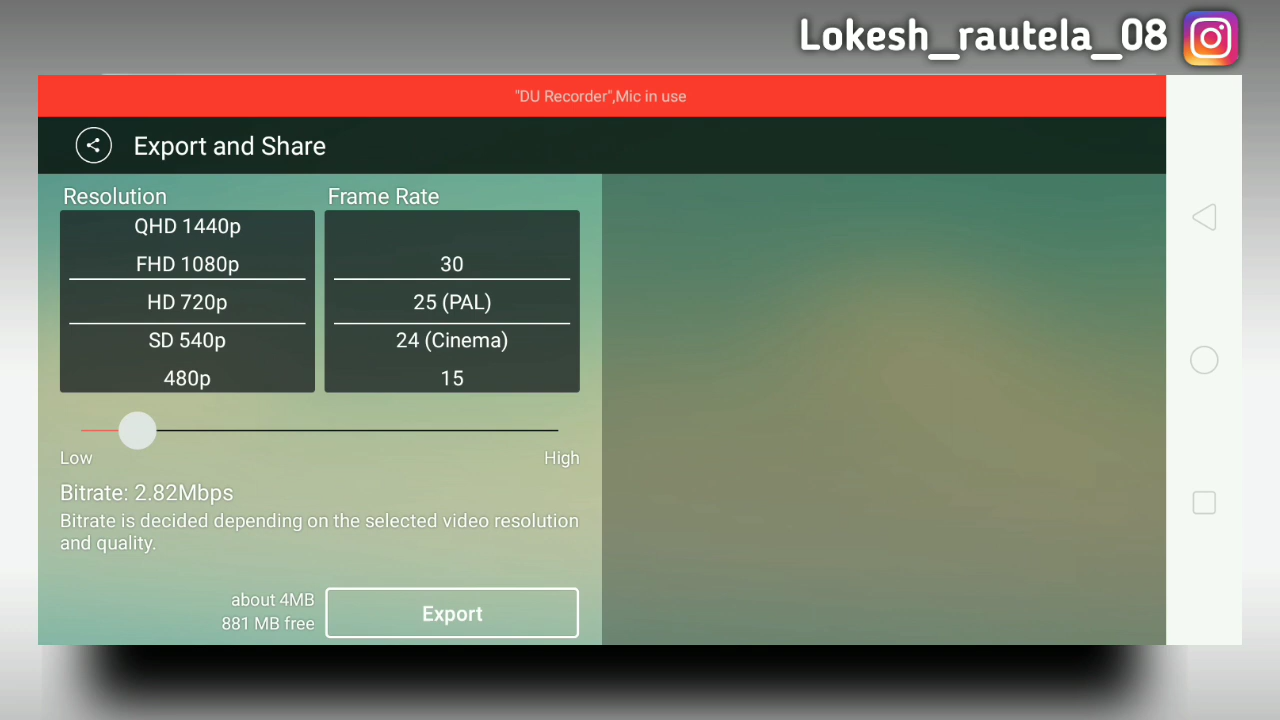 Lokesh_rautela_08
"DU Recorder",Mic in use
Export and Share
Resolution
QHD 1440p
FHD 1080p
HD 720p
SD 540p
480p
Frame Rate
30
25 (PAL)
24 (Cinema)
15
Low
High
Bitrate: 2.82Mbps
Bitrate is decided depending on the selected video resolution
and quality.
about 4MB
881 MB free
Export